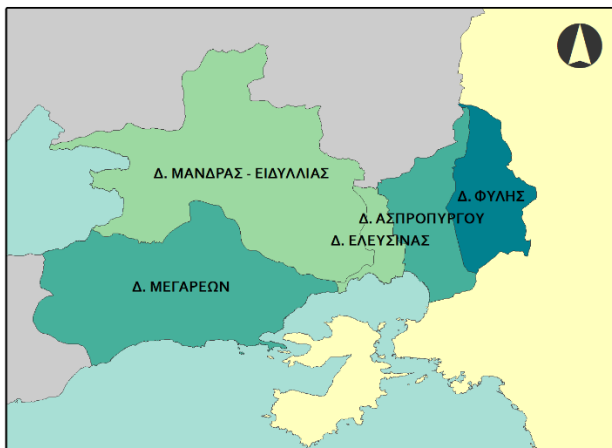 Δ. ΜΑΝΔΡΑΣ - ΕΙΔΥΛΛΙΑΣ
Δ. ΦΥΛΗΣ
Δ. ΑΣΠΡΟΠΥΡΓΟΥ
Δ. ΕΛΕΥΣΙΝΑΣ
Δ. ΜΕΓΑΡΕΩΝ